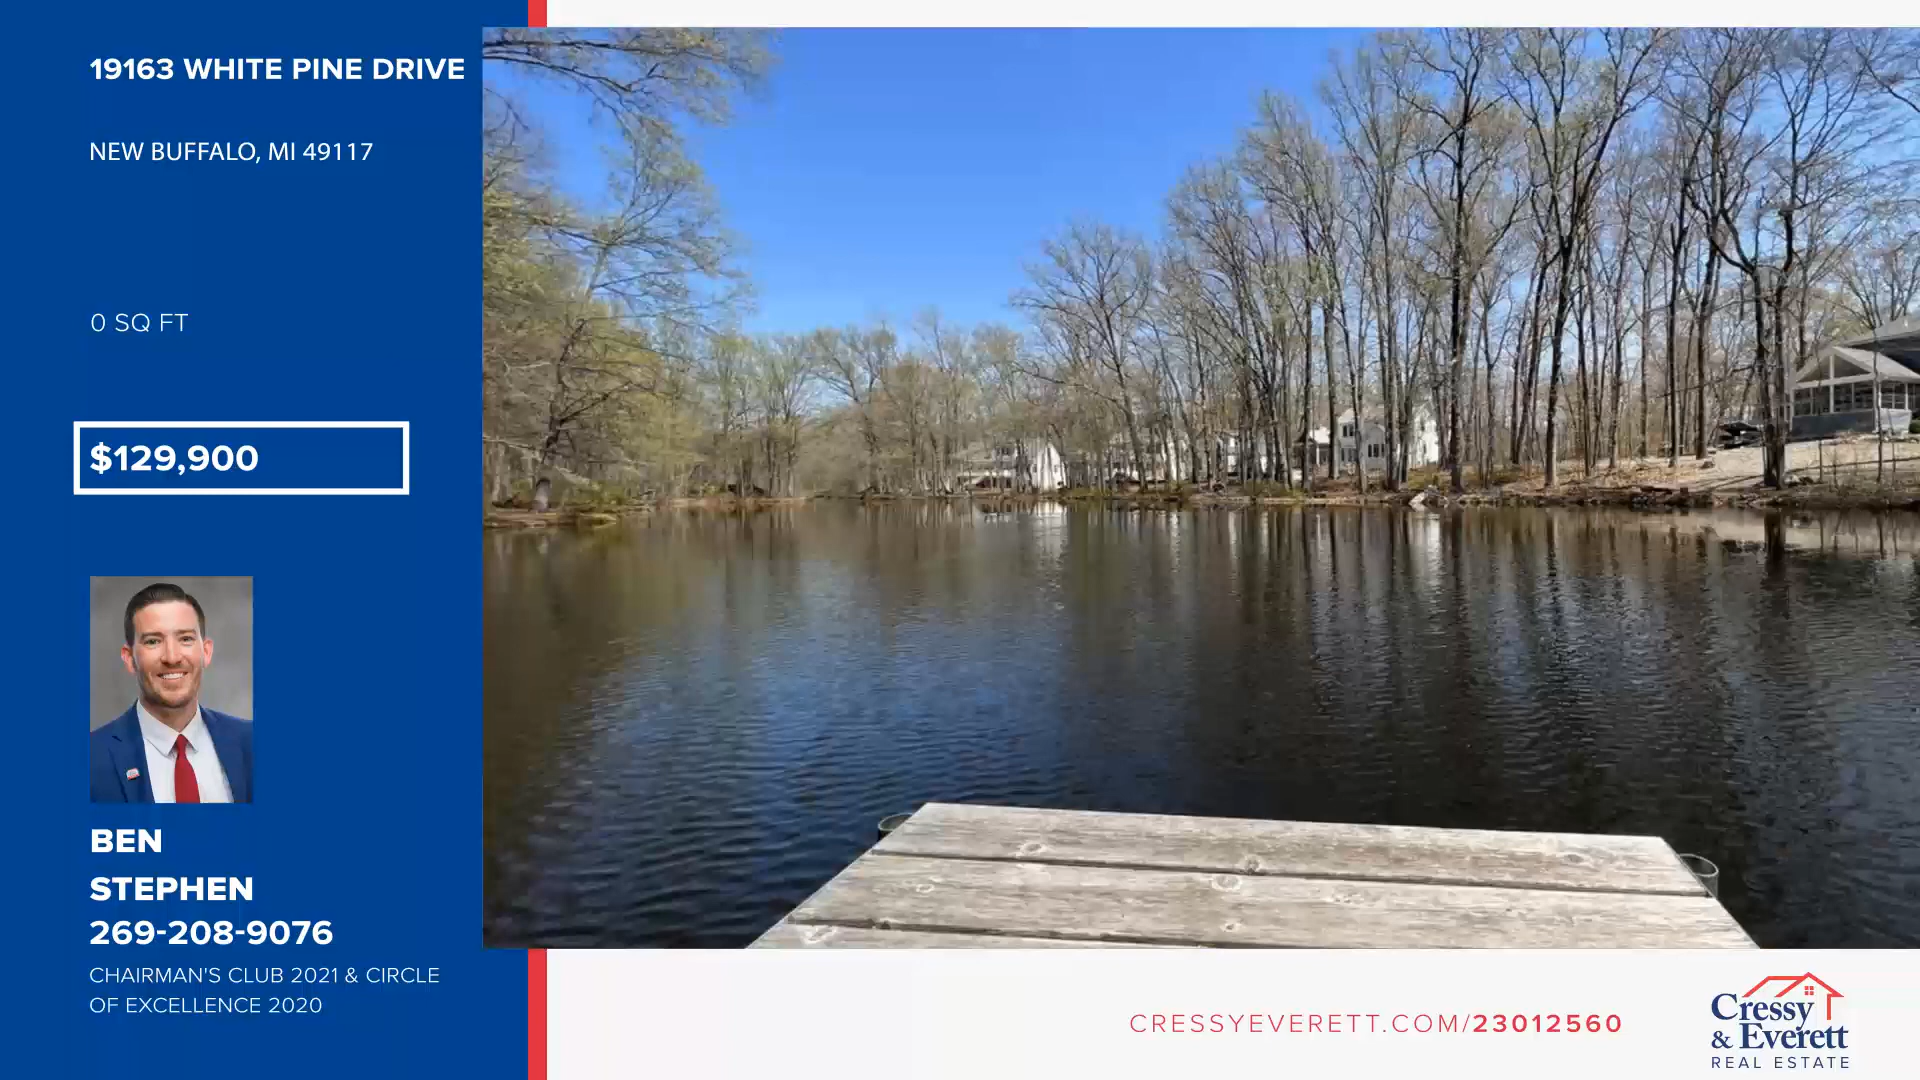 19163 WHITE PINE DRIVE
NEW BUFFALO, MI 49117
0 SQ FT
$129,900
BEN
STEPHEN
269-208-9076
CHAIRMAN'S CLUB 2021 & CIRCLE
OF EXCELLENCE 2020
CRESSYEVERETT.COM/23012560
Cressy
& Everett
REAL ESTATE